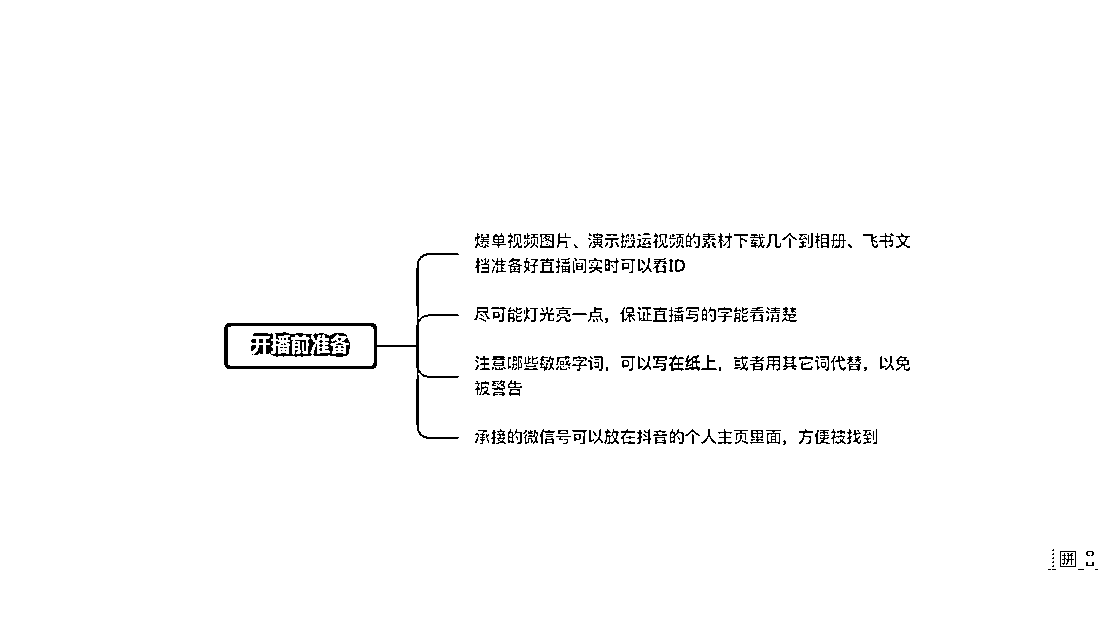 开播前准备
爆单视频图片、演示搬运视频的素材下载几个到相册、飞书文
档准备好直播间实时可以看ID
尽可能灯光亮一点，保证直播写的字能看清楚
注意哪些敏感字词，可以写在纸上，或者用其它词代替，以免
被警告
承接的微信号可以放在抖音的个人主页里面，方便被找到
拼